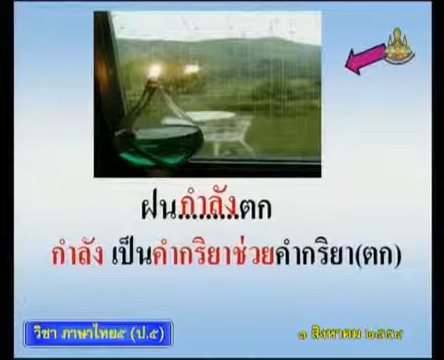 ฝน.กำลัง.ตก
กำลัง เป็นคำกริยาช่วยคำกริยา(ตก)
วิชา ภาษาไทย๕ (ป.๕)
๑ สิงหาคม ๒๕๕๔